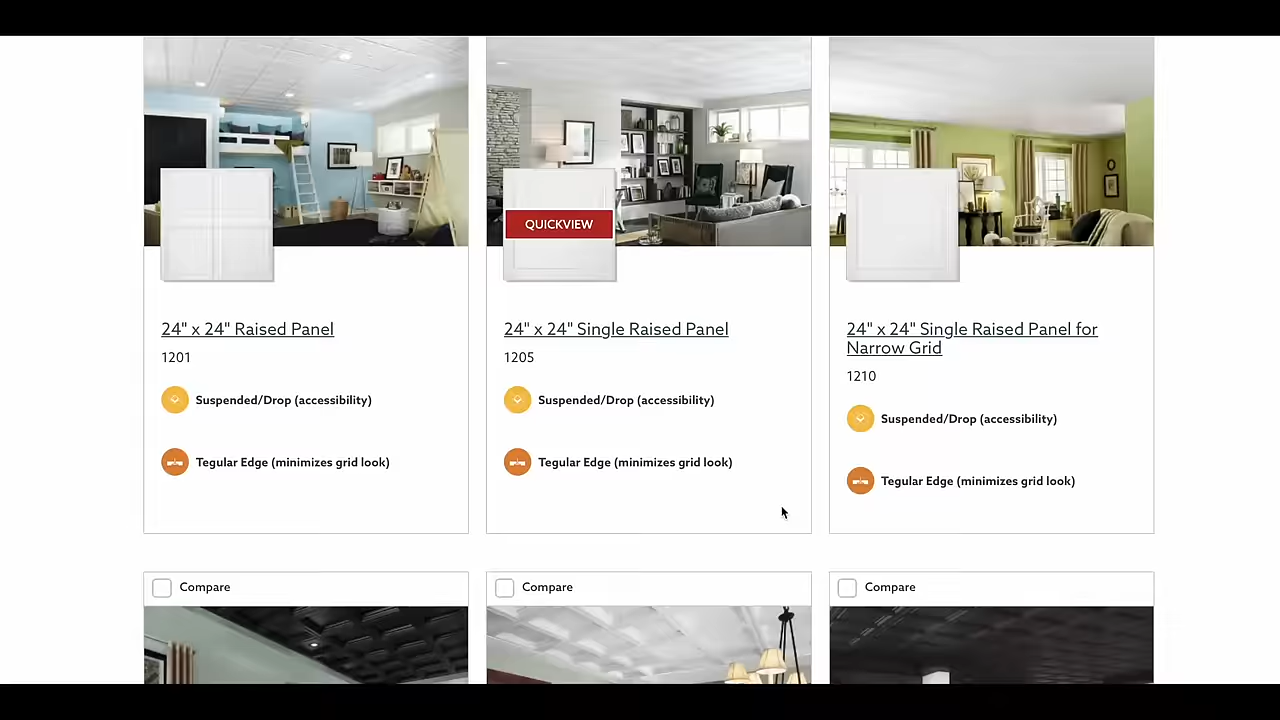 QUICKVIEW
24" x 24" Raised Panel
1201
Suspended/Drop (accessibility)
Tegular Edge (minimizes grid look)
24" x 24" Single Raised Panel
1205
Suspended/Drop (accessibility)
Tegular Edge (minimizes grid look)
24" x 24" Single Raised Panel for
Narrow Grid
1210
Suspended/Drop (accessibility)
Tegular Edge (minimizes grid look)
Compare
Compare
Compare